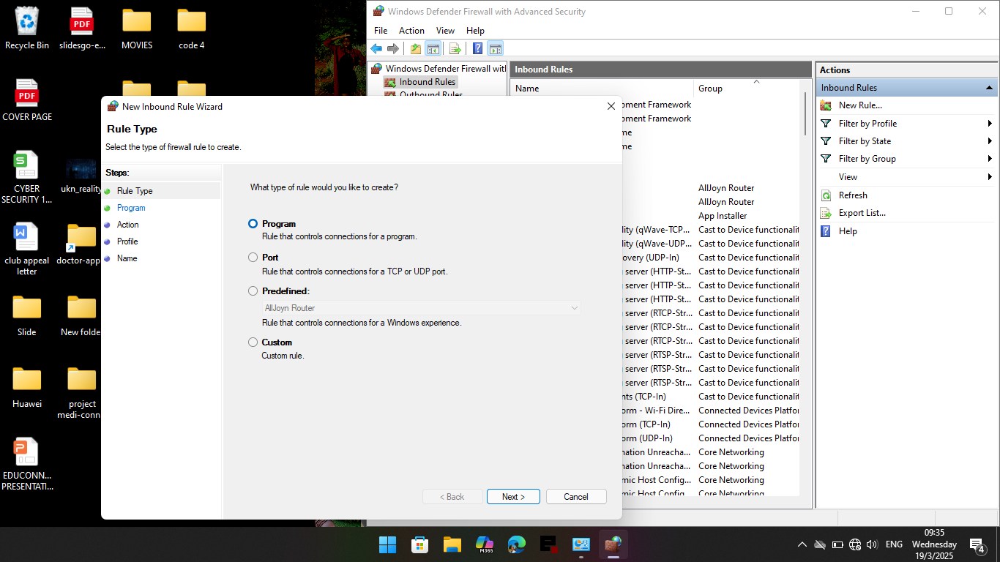 Recycle Bin
slidesgo-e...
MOVIES
code 4
COVER PAGE
CYBER
SECURITY 1...
ukn_reality
club appeal
letter
doctor-app
Slide
New folde
Huawei
project
medi-conn
EDUCONN...
PRESENTATI...
Windows Defender Firewall with Advanced Security
File Action View Help
Windows Defender Firewall witl
Inbound Rules
Outbound Rules
Inbound Rules
Name Group
pment Framework
pment Framework
me
me
AllJoyn Router
AllJoyn Router
App Installer
lity (qWave-TCP... Cast to Device functionalit
lity (qWave-UDP... Cast to Device functionalit
overy (UDP-In) Cast to Device functionalit
server (HTTP-St... Cast to Device functionalit
server (HTTP-St... Cast to Device functionalit
server (HTTP-St... Cast to Device functionalit
server (RTCP-Str... Cast to Device functionalit
server (RTCP-Str... Cast to Device functionalit
server (RTCP-Str... Cast to Device functionalit
server (RTSP-Str... Cast to Device functionalit
server (RTSP-Str... Cast to Device functionalit
server (RTSP-Str... Cast to Device functionalit
nts (TCP-In) Cast to Device functionalit
orm - Wi-Fi Dire... Connected Devices Platfor
orm (TCP-In) Connected Devices Platfor
orm (UDP-In) Connected Devices Platfor
nation Unreacha... Core Networking
nation Unreacha... Core Networking
mic Host Config... Core Networking
mic Host Config Core Networking
Actions
Inbound Rules
New Rule...
Filter by Profile
Filter by State
Filter by Group
View
Refresh
Export List...
Help
New Inbound Rule Wizard
Rule Type
Select the type of firewall rule to create.
Steps:
Rule Type
Program
Action
Profile
Name
What type of rule would you like to create?
Program
Rule that controls connections for a program.
Port
Rule that controls connections for a TCP or UDP port.
Predefined:
AllJoyn Router
Rule that controls connections for a Windows experience.
Custom
Custom rule.
< Back Next > Cancel
M365
ENG
09:35
Wednesday
19/3/2025
4